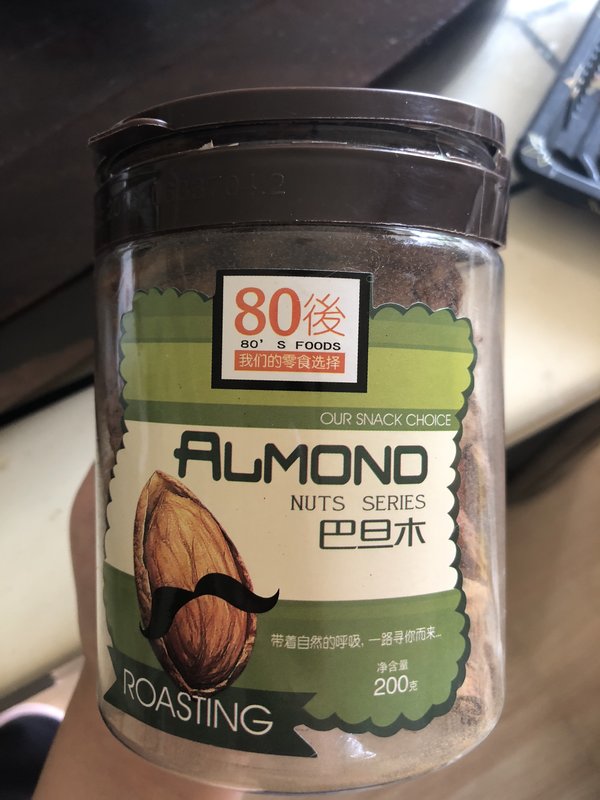 80後
80' S FOODS
我们的零食选择
OUR SNACK CHOICE
ALMOND
NUTS SERIES
巴旦木
带着自然的呼吸,一路寻你而来...
净含量
200克
ROASTING